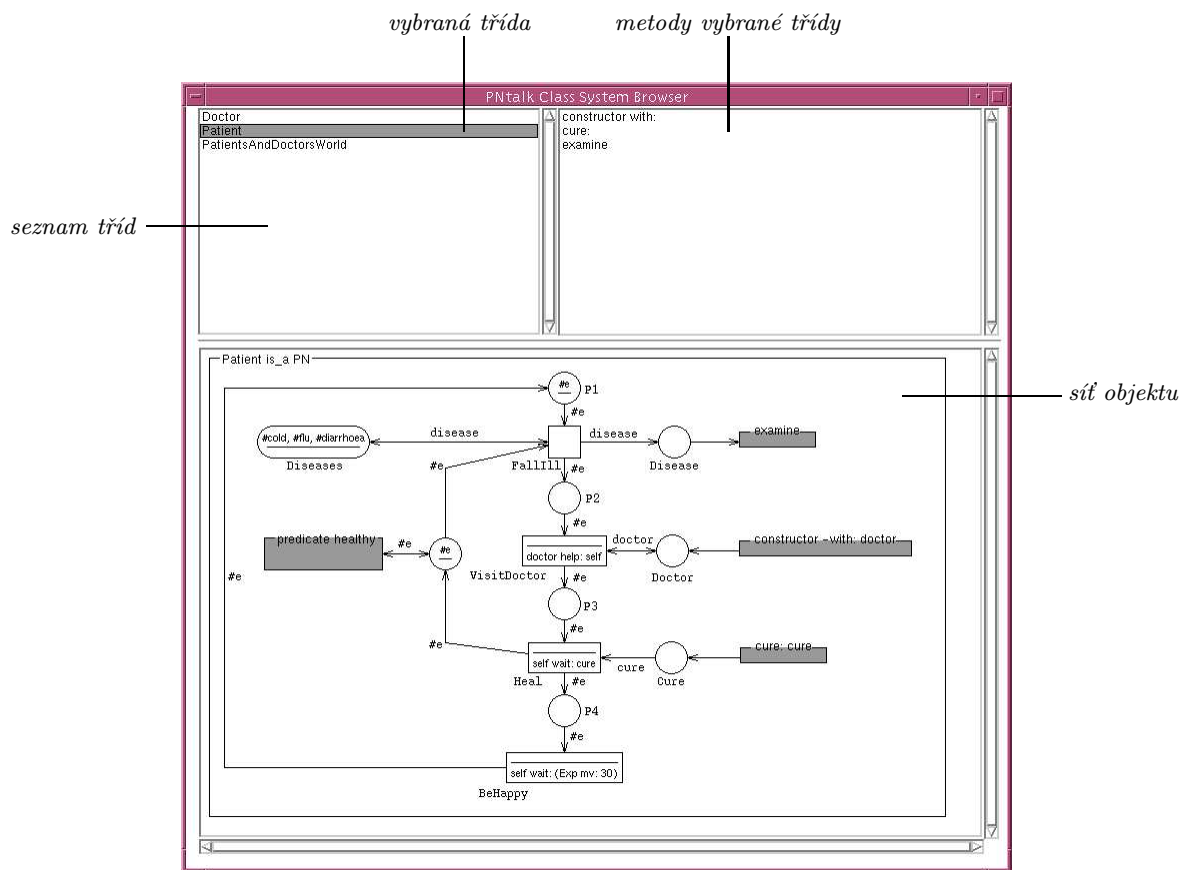 vybraná třída
metody vybrané třídy
PNtalk Class System Browser
Doctor
Patient
PatientsAndDoctorsWorld
constructor with:
cure:
examine
seznam tříd
Patient is_a PN
síť objektu
#e
P1
#e
#cold, #flu, #diarrhoea
disease
disease
examine
Diseases
#e
FallIll
#e
Disease
P2
#e
predicate healthy
#e
#e
doctor help: self
doctor
constructor -with: doctor
#e
VisitDoctor
#e
Doctor
P3
#e
#e
self wait: cure
cure
cure: cure
Heal
#e
Cure
P4
#e
self wait: (Exp mv: 30)
BeHappy